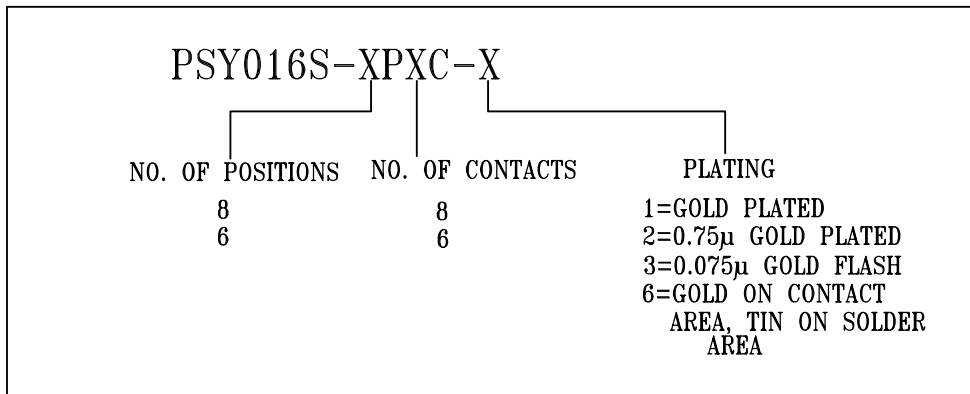 PSY016S-XPXC-X
NO. OF POSITIONS
8
6
NO. OF CONTACTS
8
6
PLATING
1=GOLD PLATED
2=0.75μ GOLD PLATED
3=0.075μ GOLD FLASH
6=GOLD ON CONTACT
AREA, TIN ON SOLDER
AREA